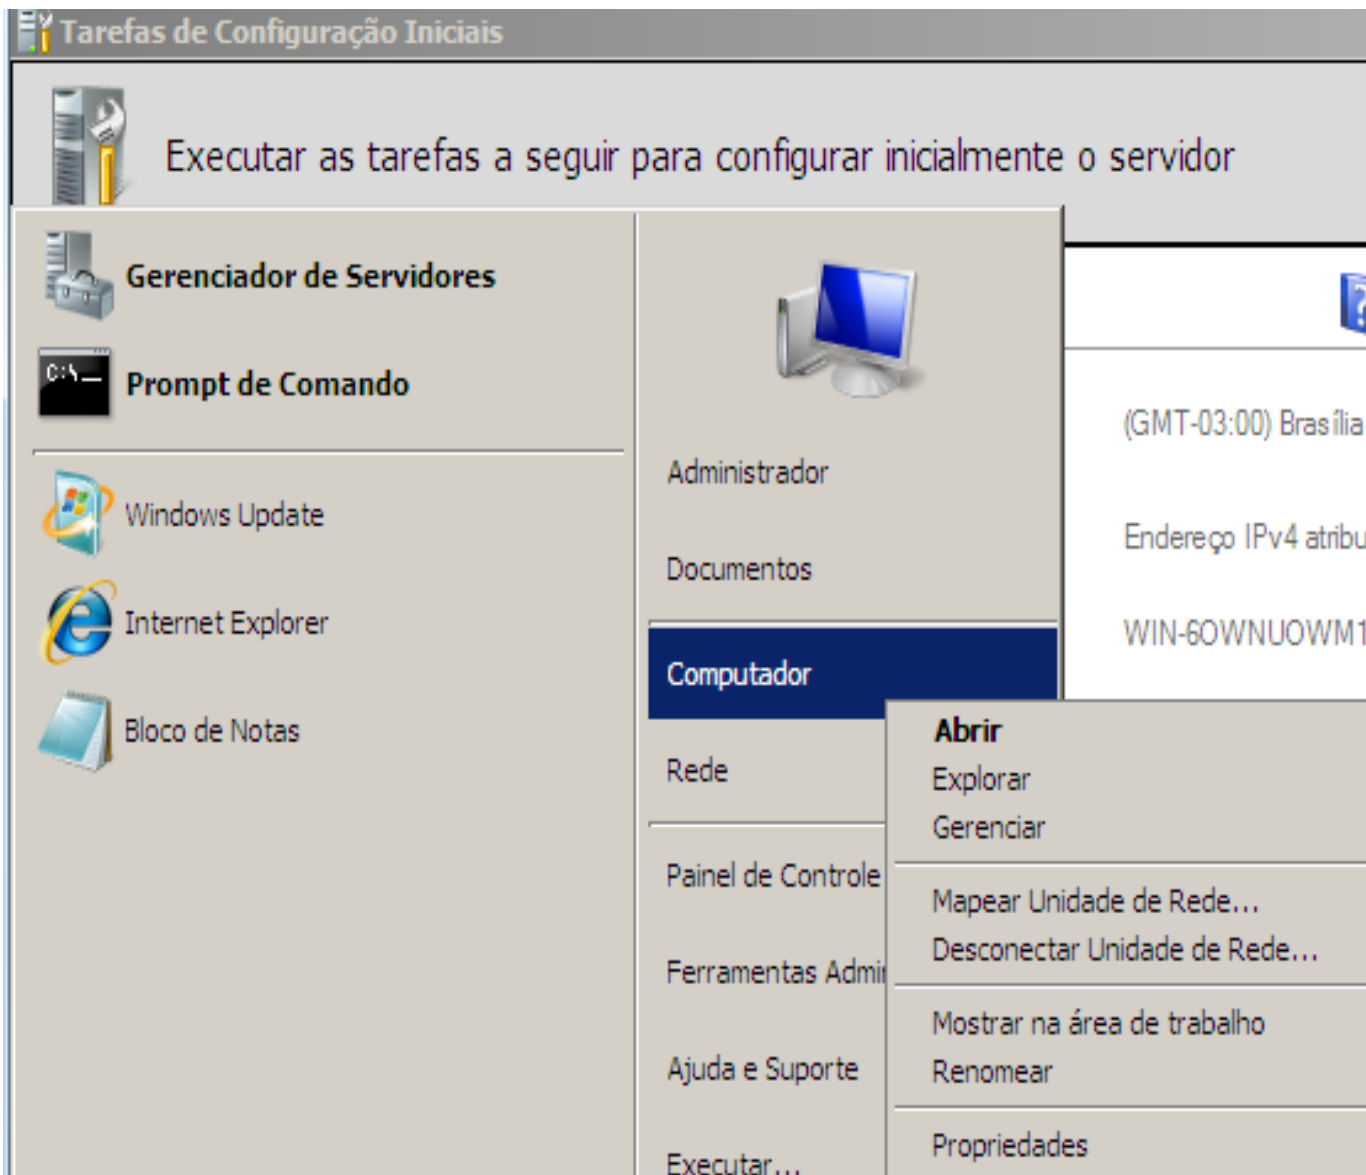 Tarefas de Configuração Iniciais
Executar as tarefas a seguir para configurar inicialmente o servidor
Gerenciador de Servidores
C:\_
Prompt de Comando
Windows Update
Internet Explorer
Bloco de Notas
Administrador
Documentos
Computador
Rede
Painel de Controle
Ferramentas
Ajuda e Suporte
Executar...
Abrir
Explorar
Gerenciar
Mapear Unidade de Rede...
Desconectar Unidade de Rede...
Mostrar na área de trabalho
Renomear
Propriedades
?
(GMT-03:00) Brasília
Endereço IPv4
WIN-6OWNUOWM1